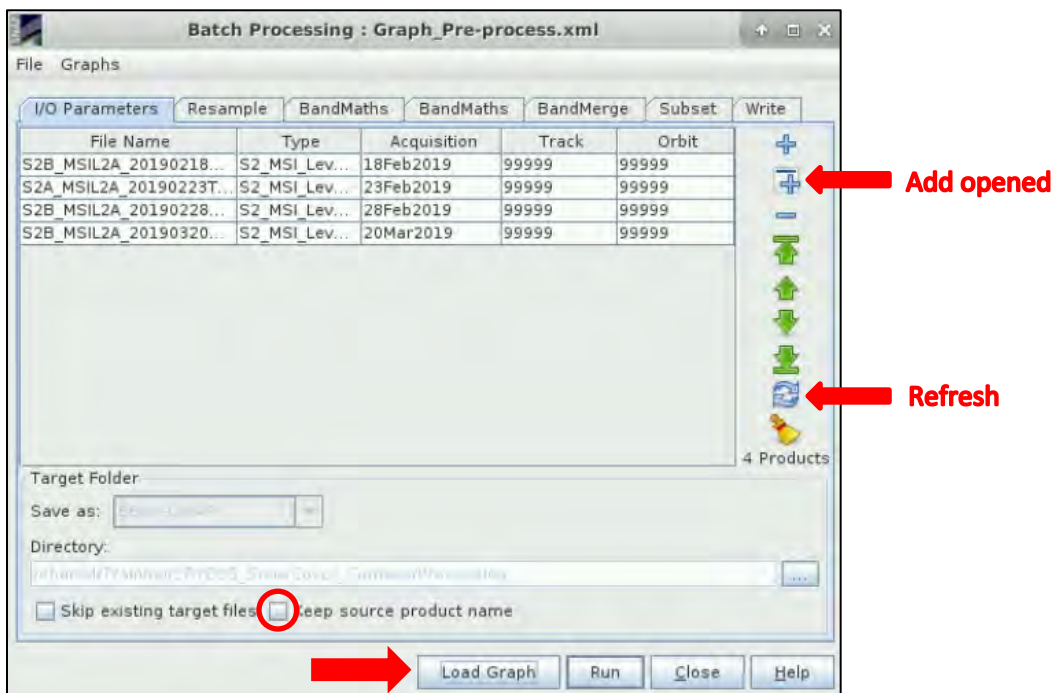 Batch Processing : Graph_Pre-process.xml
File Graphs
I/O Parameters Resample BandMaths BandMaths BandMerge Subset Write
File Name Type Acquisition Track Orbit
S2B_MSIL2A_20190218... S2_MSI_Lev... 18Feb2019 99999 99999
S2A_MSIL2A_20190223T... S2_MSI_Lev... 23Feb2019 99999 99999
S2B_MSIL2A_20190228... S2_MSI_Lev... 28Feb2019 99999 99999
S2B_MSIL2A_20190320... S2_MSI_Lev... 20Mar2019 99999 99999
Add opened
Refresh
4 Products
Target Folder
Save as:
Directory:
...
Skip existing target files eep source product name
Load Graph Run Close Help